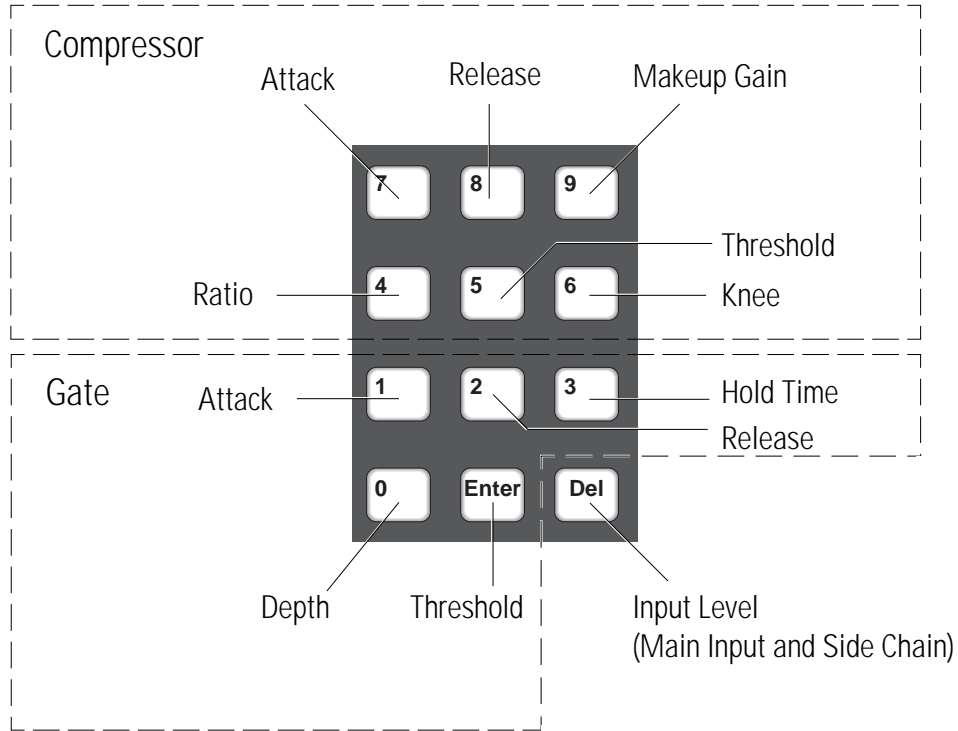 Compressor
Attack
Release
Makeup Gain
7
8
9
Threshold
Ratio
4
5
6
Knee
Gate
Attack
1
2
3
Hold Time
Release
0
Enter
Del
Depth
Threshold
Input Level
(Main Input and Side Chain)